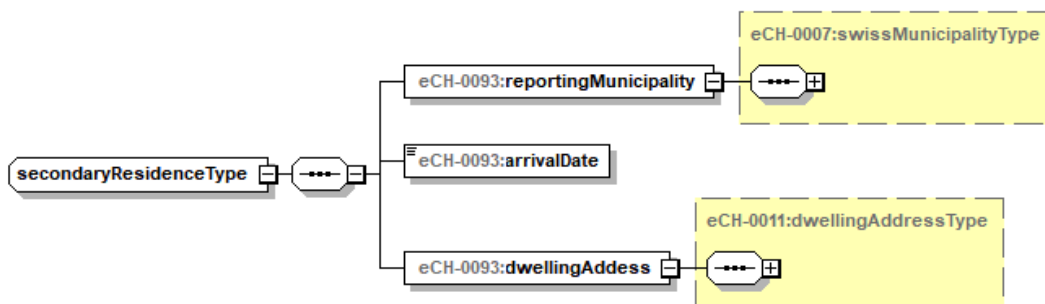 eCH-0007:swissMunicipalityType
eCH-0093:reportingMunicipality
secondaryResidenceType
eCH-0093:arrivalDate
eCH-0011:dwellingAddressType
eCH-0093:dwellingAddess